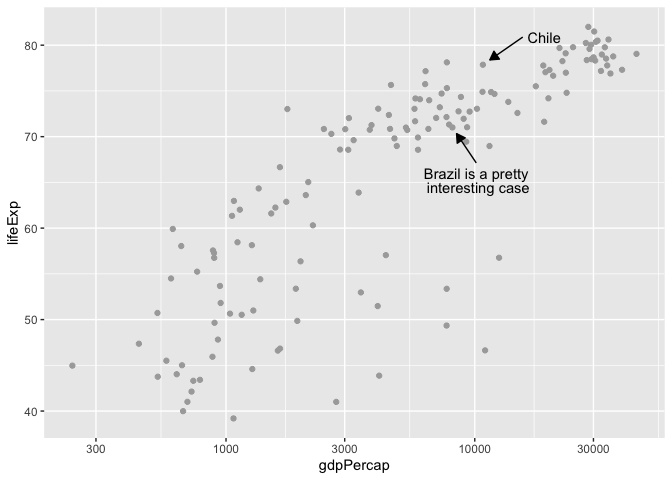 80
70
60
50
40
lifeExp
Chile
Brazil is a pretty
interesting case
300
1000
3000
10000
30000
gdpPercap